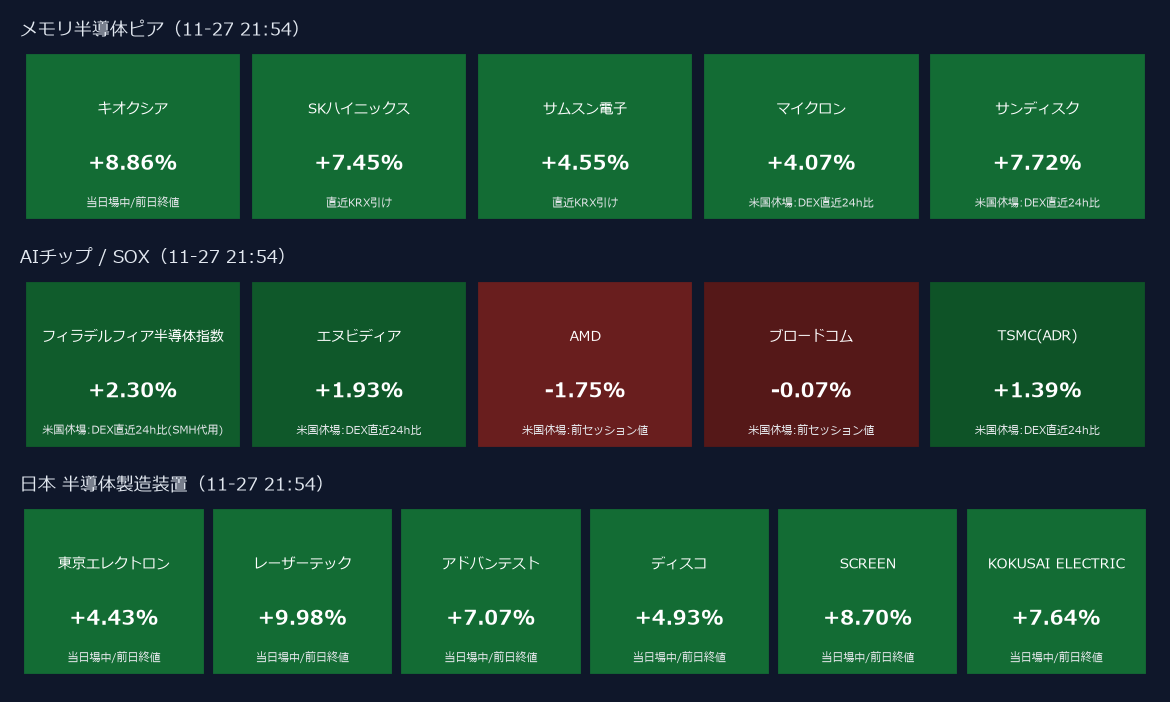 メモリ半導体ピア（11-27 21:54）
キオクシア
+8.86%
当日場中/前日終値
SKハイニックス
+7.45%
直近KRX引け
サムスン電子
+4.55%
直近KRX引け
マイクロン
+4.07%
米国休場:DEX直近24h比
サンディスク
+7.72%
米国休場:DEX直近24h比
AIチップ / SOX（11-27 21:54）
フィラデルフィア半導体指数
+2.30%
米国休場:DEX直近24h比(SMH代用)
エヌビディア
+1.93%
米国休場:DEX直近24h比
AMD
-1.75%
米国休場:前セッション値
ブロードコム
-0.07%
米国休場:前セッション値
TSMC(ADR)
+1.39%
米国休場:DEX直近24h比
日本 半導体製造装置（11-27 21:54）
東京エレクトロン
+4.43%
当日場中/前日終値
レーザーテック
+9.98%
当日場中/前日終値
アドバンテスト
+7.07%
当日場中/前日終値
ディスコ
+4.93%
当日場中/前日終値
SCREEN
+8.70%
当日場中/前日終値
KOKUSAI ELECTRIC
+7.64%
当日場中/前日終値